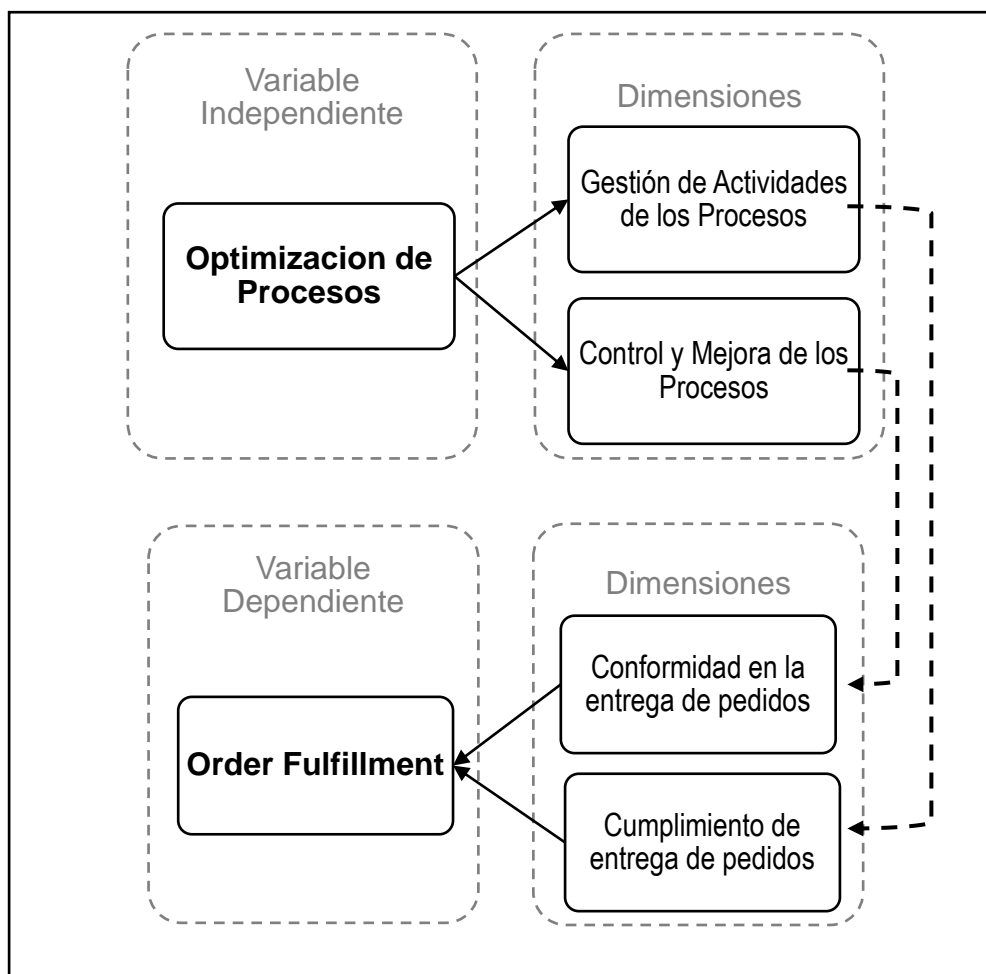 Variable
Independiente
Optimizacion de
Procesos
Dimensiones
Gestión de Actividades
de los Procesos
Control y Mejora de los
Procesos
Variable
Dependiente
Order Fulfillment
Dimensiones
Conformidad en la
entrega de pedidos
Cumplimiento de
entrega de pedidos